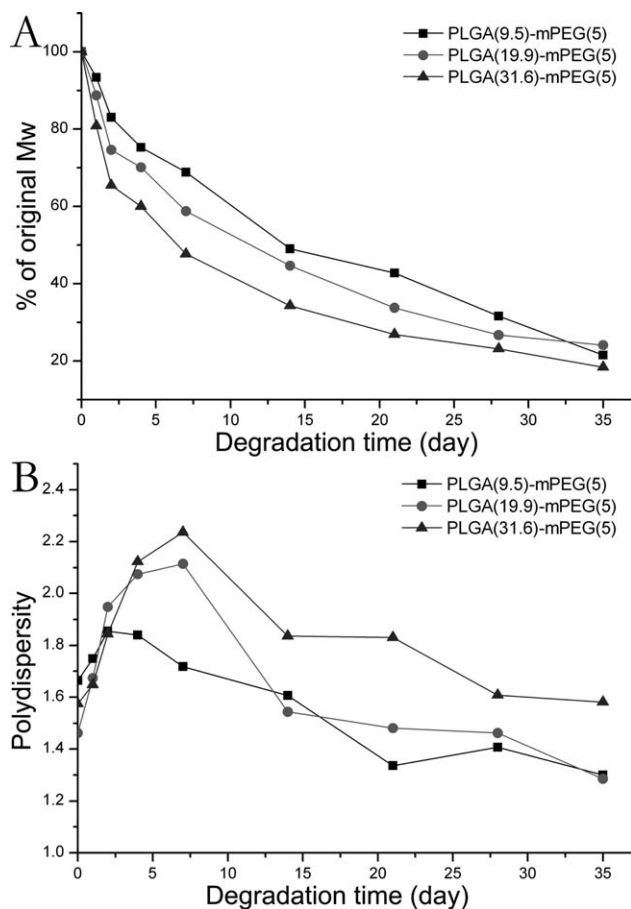 A
PLGA(9.5)-mPEG(5)
PLGA(19.9)-mPEG(5)
PLGA(31.6)-mPEG(5)
% of original Mw
100
80
60
40
20
0 5 10 15 20 25 30 35
Degradation time (day)
B
PLGA(9.5)-mPEG(5)
PLGA(19.9)-mPEG(5)
PLGA(31.6)-mPEG(5)
Polydispersity
2.4
2.2
2.0
1.8
1.6
1.4
1.2
1.0
0 5 10 15 20 25 30 35
Degradation time (day)